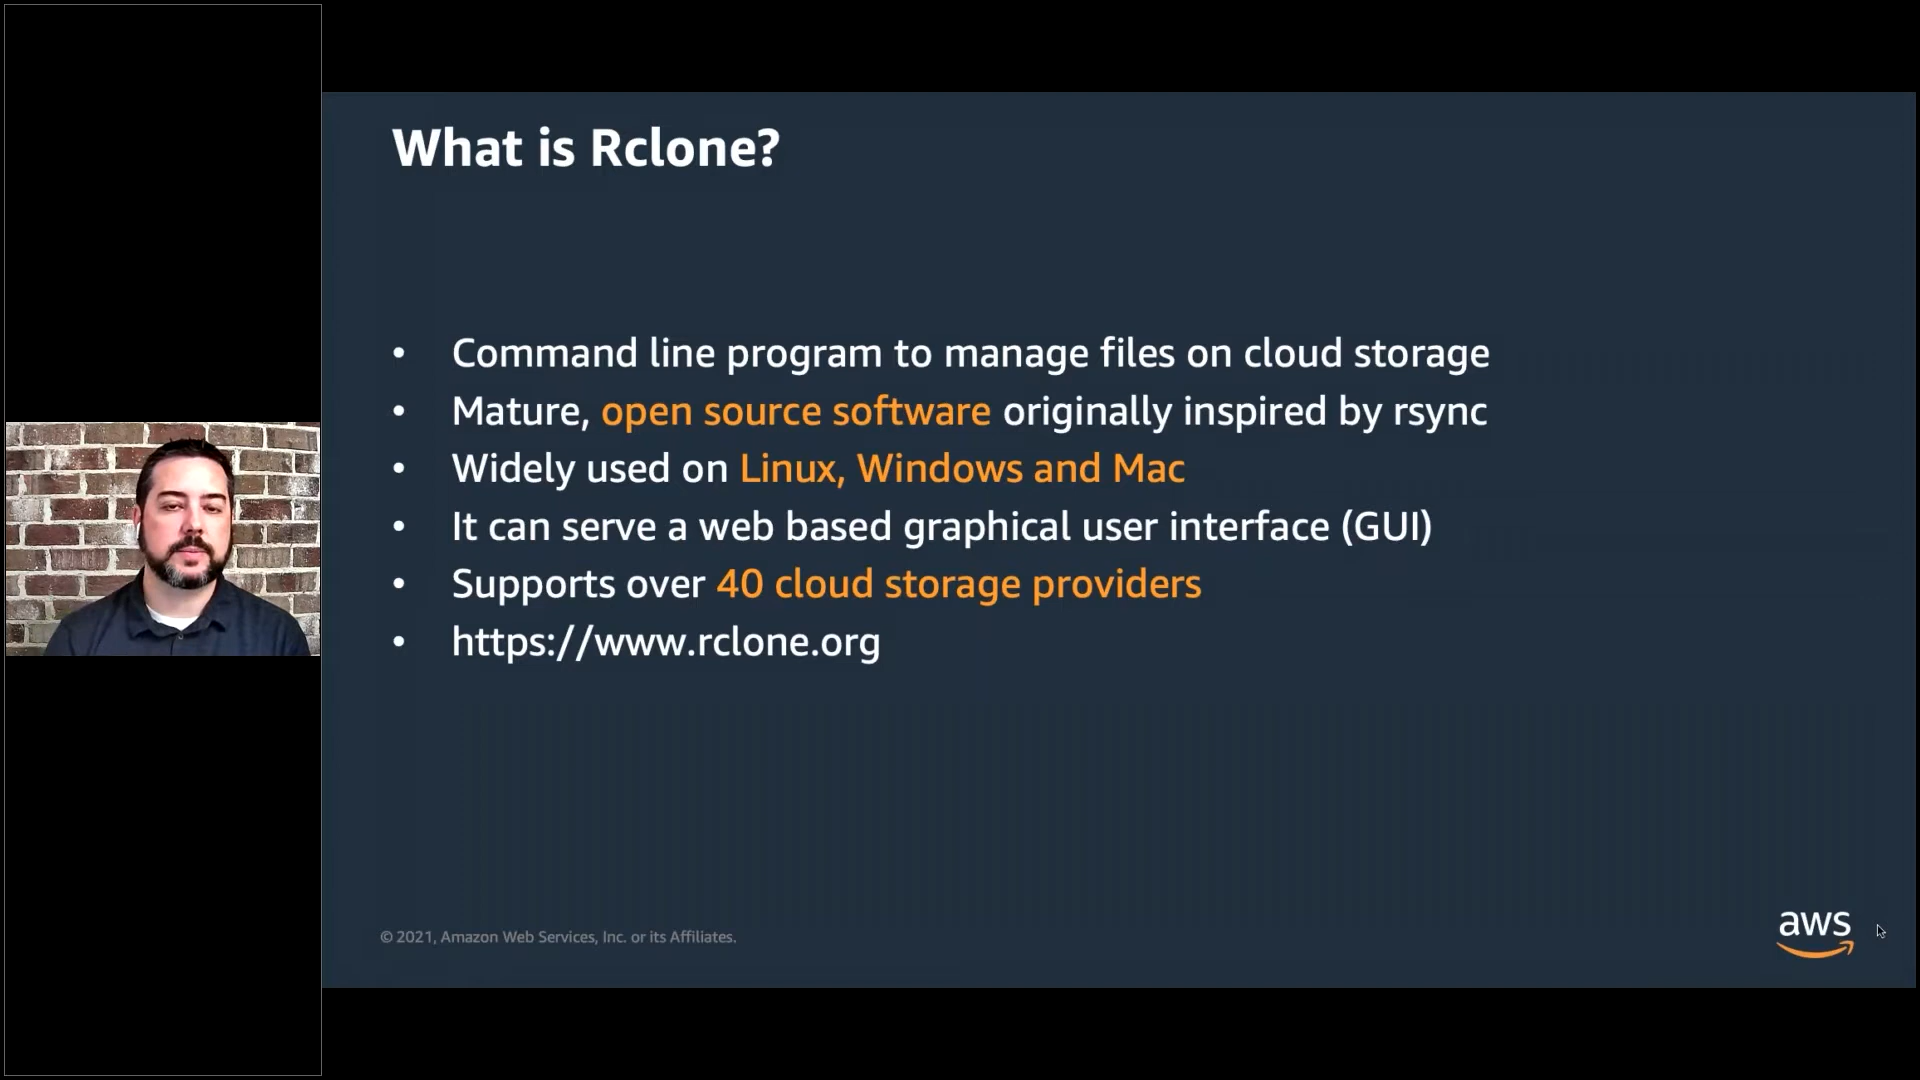 What is Rclone?
• Command line program to manage files on cloud storage
• Mature, open source software originally inspired by rsync
• Widely used on Linux, Windows and Mac
• It can serve a web based graphical user interface (GUI)
• Supports over 40 cloud storage providers
• https://www.rclone.org
© 2021, Amazon Web Services, Inc. or its Affiliates.
aws